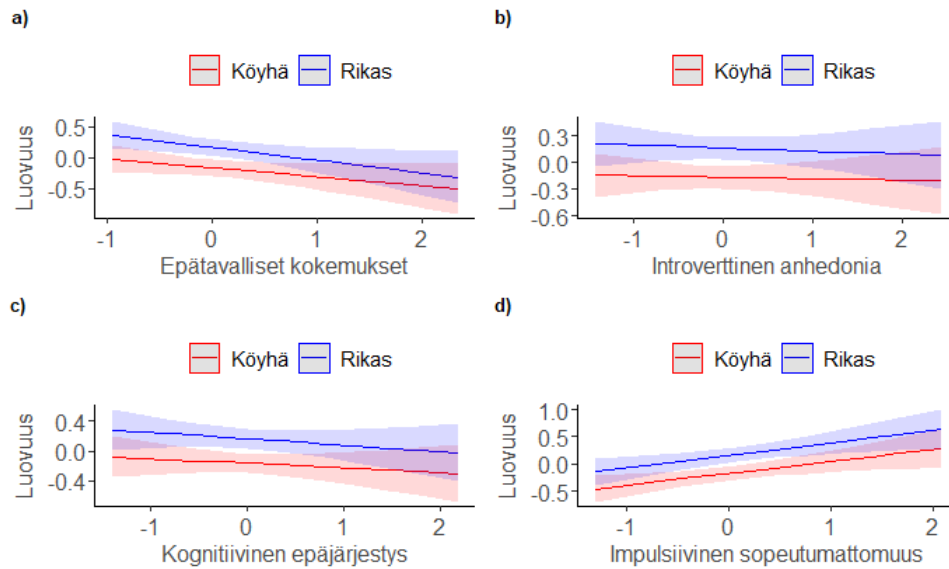 a)
Köyhä Rikas
Luovuus
0.5
0.0
-0.5
-1 0 1 2
Epätavalliset kokemukset
b)
Köyhä Rikas
Luovuus
0.3
0.0
-0.3
-0.6
-1 0 1 2
Introverttinen anhedonia
c)
Köyhä Rikas
Luovuus
0.4
0.0
-0.4
-1 0 1 2
Kognitiivinen epäjärjestys
d)
Köyhä Rikas
Luovuus
1.0
0.5
0.0
-0.5
-1 0 1 2
Impulsiivinen sopeutumattomuus